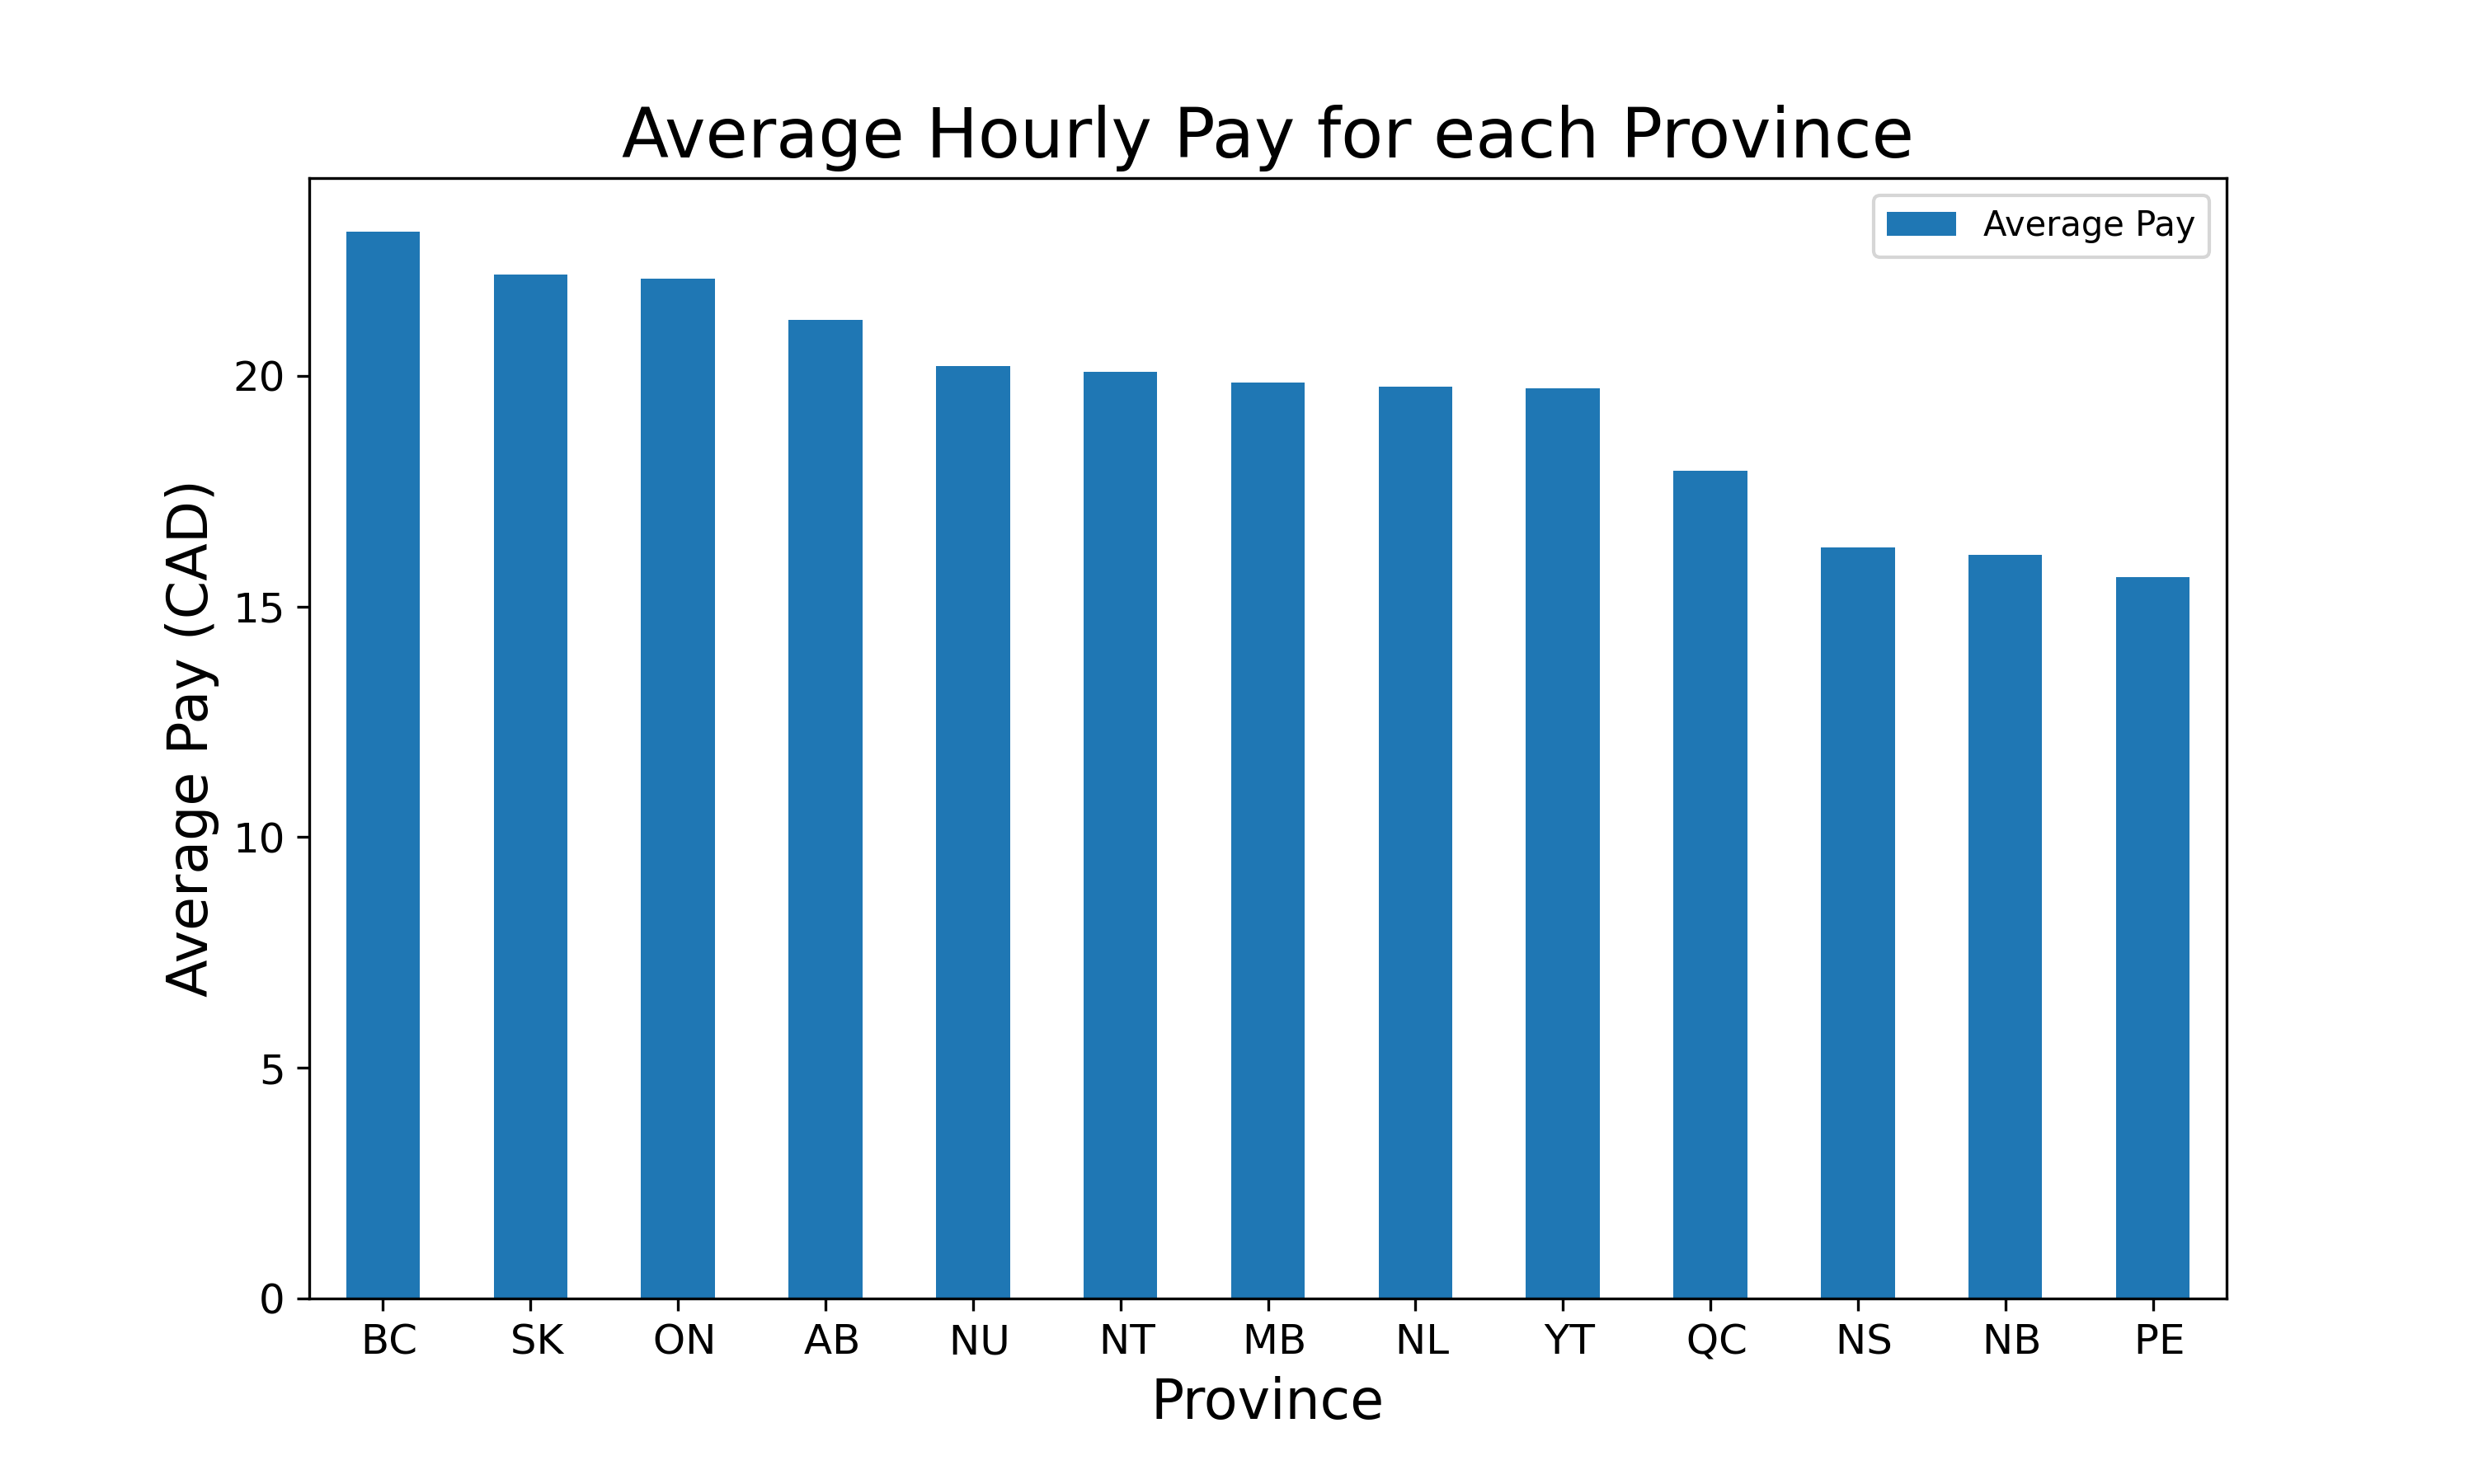 Average Hourly Pay for each Province
Average Pay
Average Pay (CAD)
20
15
10
5
0
BC SK ON AB NU NT MB NL YT QC NS NB PE
Province